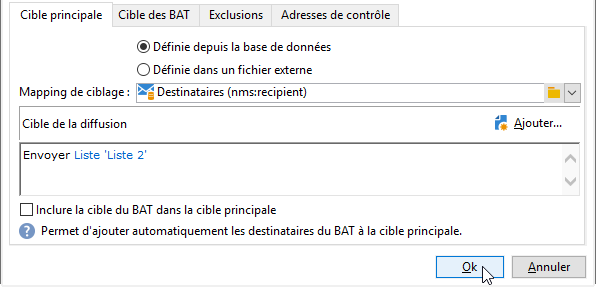 Cible principale Cible des BAT Exclusions Adresses de contrôle
Définie depuis la base de données
Définie dans un fichier externe
Mapping de ciblage : Destinataires (nms:recipient)
Cible de la diffusion Ajouter...
Envoyer Liste 'Liste 2'
Inclure la cible du BAT dans la cible principale
? Permet d'ajouter automatiquement les destinataires du BAT à la cible principale.
Ok Annuler